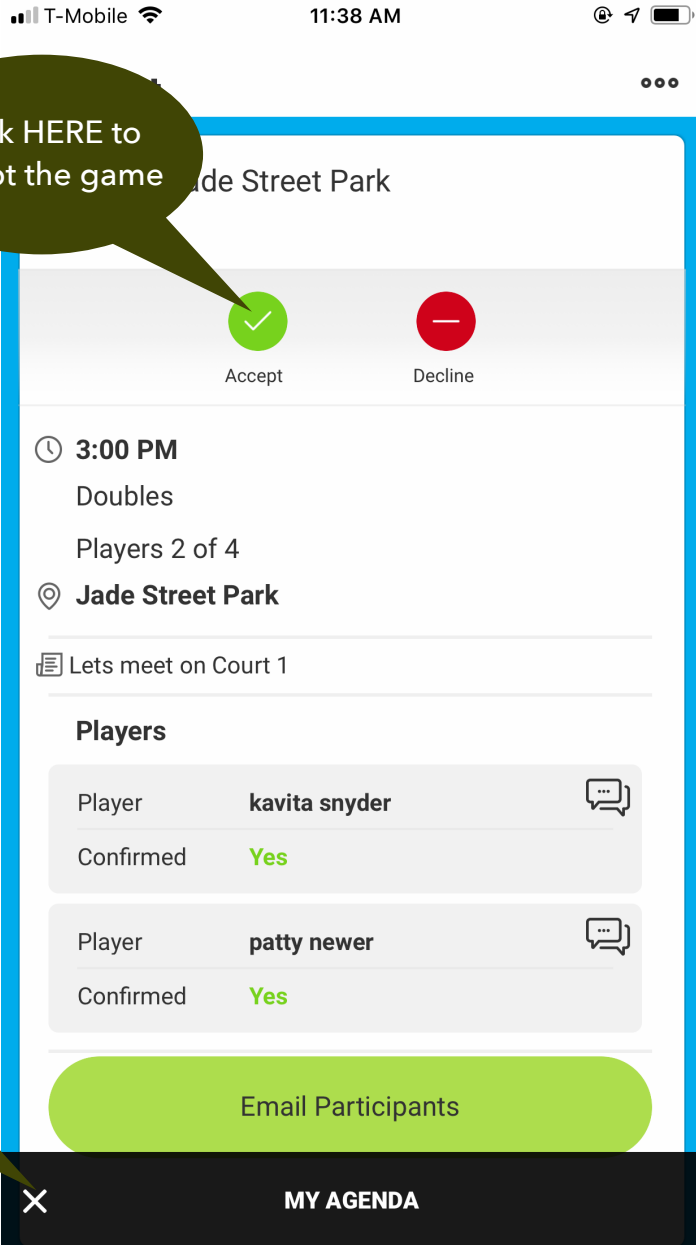 T-Mobile 11:38 AM
HERE to
the game
Street Park
Accept Decline
3:00 PM
Doubles
Players 2 of 4
Jade Street Park
Lets meet on Court 1
Players
Player kavita snyder
Confirmed Yes
Player patty newer
Confirmed Yes
Email Participants
MY AGENDA